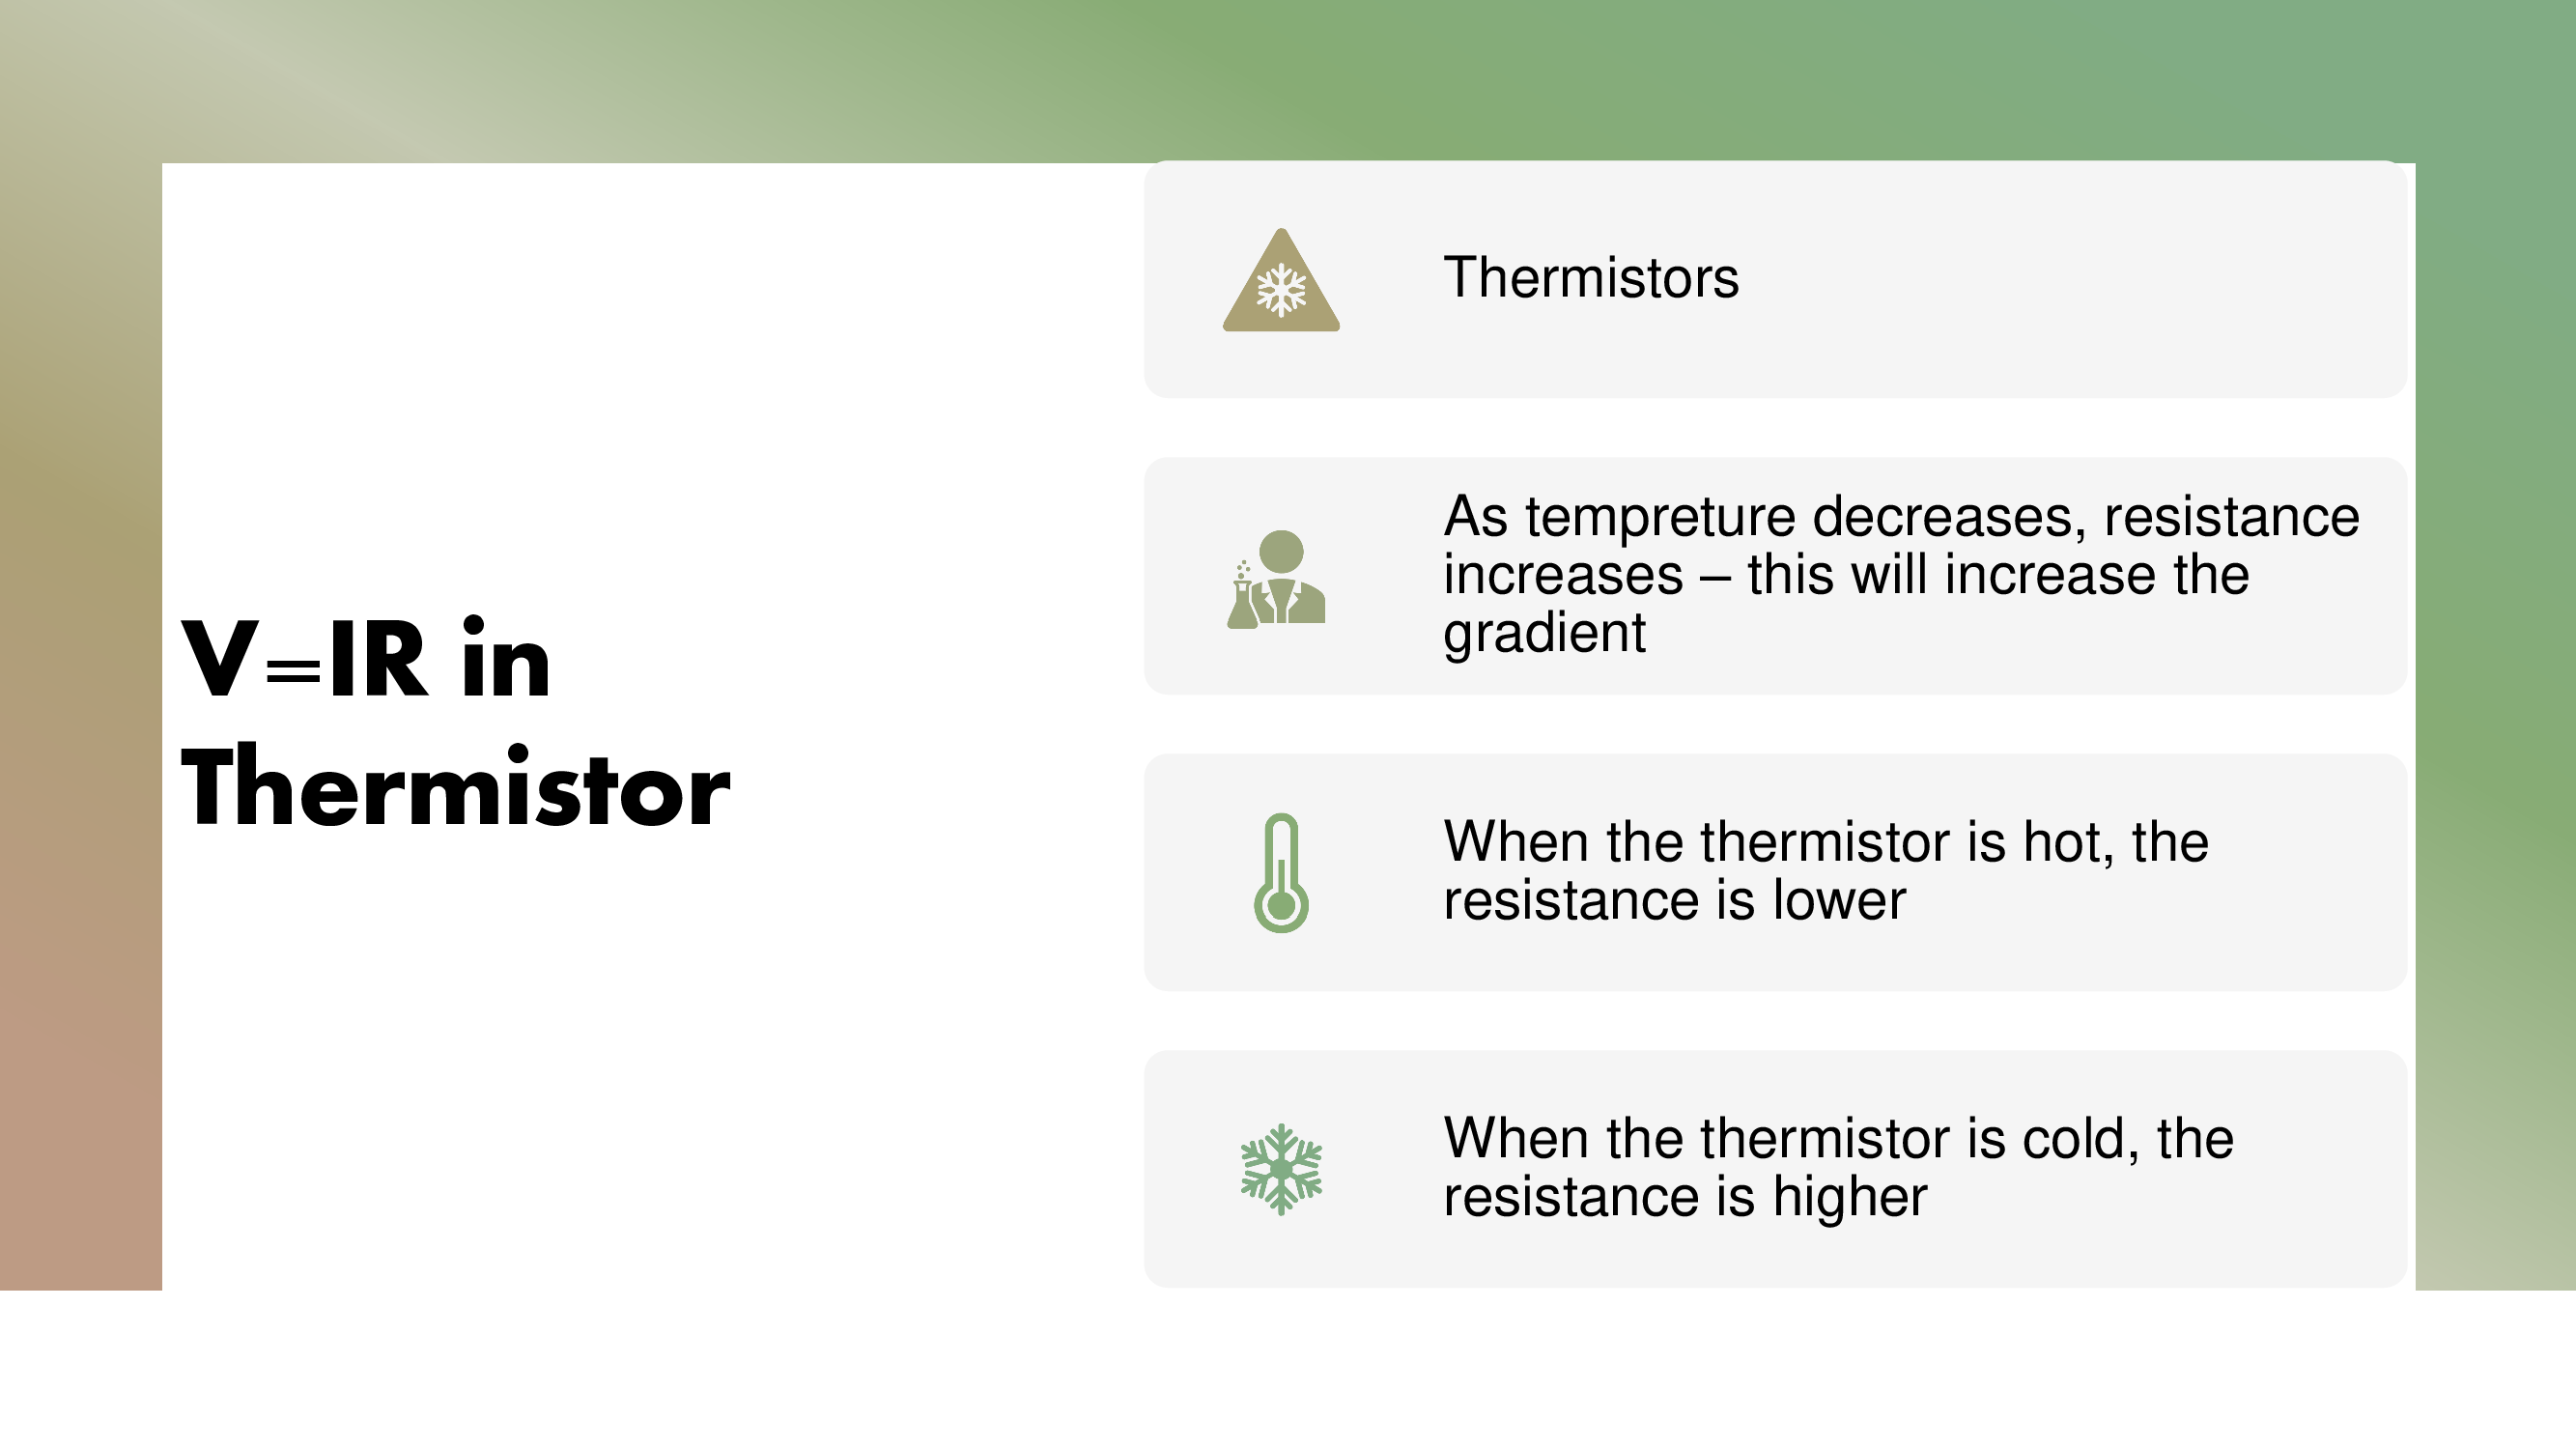 V=IR in
Thermistor
Thermistors
As tempreture decreases, resistance
increases – this will increase the
gradient
When the thermistor is hot, the
resistance is lower
When the thermistor is cold, the
resistance is higher